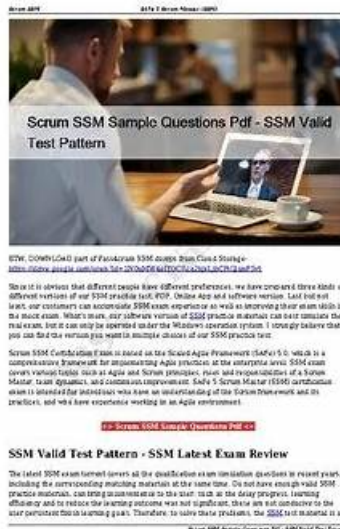 Scrum SSM
SAFe 5 Scrum Master (SSM)
Scrum SSM Sample Questions Pdf - SSM Valid
Test Pattern
BTW, DOWNLOAD part of SSM dumps from Cloud Storage:
Since it is obvious that different people have different preferences, we have prepared three kinds of
different versions of our SSM practice test, PDF, Online App and software version. Last but not
least, our customers can accumulate SSM exam experience as well as improving their exam skills in
the mock exam. What's more, our software version of SSM practice materials can best simulate the
real exam, but it can only be operated under the Windows operation system. I strongly believe that
you can find the version you want in multiple choices of our SSM practice test.
Scrum SSM Certification Exam is based on the Scaled Agile Framework (SAFe) 5.0, which is a
comprehensive framework for implementing Agile practices at the enterprise level. SSM exam
covers various topics such as Agile and Scrum principles, roles and responsibilities of a Scrum
Master, team dynamics, and continuous improvement. SAFe 5 Scrum Master (SSM) certification
exam is intended for individuals who have an understanding of the Scrum framework and its
practices, and who have experience working in an Agile environment.
>> Scrum SSM Sample Questions Pdf <<
SSM Valid Test Pattern - SSM Latest Exam Review
The latest SSM exam torrent covers all the qualification exam simulation questions in recent years,
including the corresponding matching materials at the same time. Do not have enough valid SSM
practice materials, can bring inconvenience to the user, such as the delay progress, learning
efficiency and to reduce the learning outcome was not significant, these are not conducive to the
user persistent finish learning goals. Therefore, to solve these problems, the SSM test material is